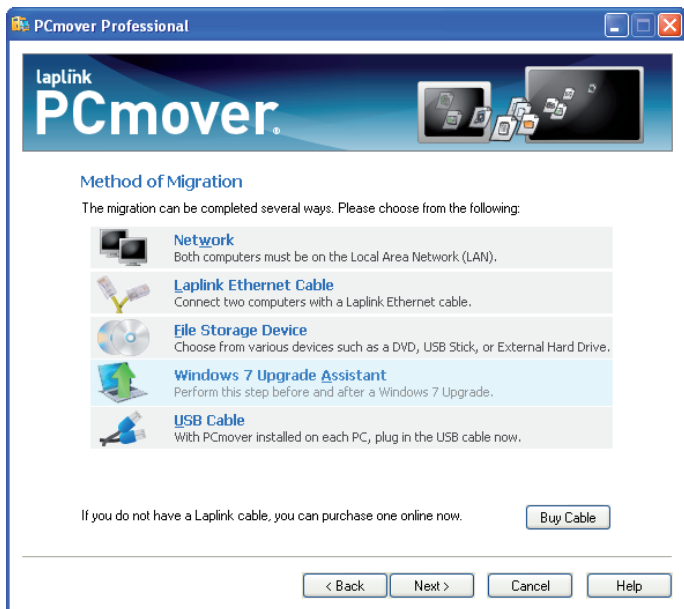 PCmover Professional
laplink
PCmover®
Method of Migration
The migration can be completed several ways. Please choose from the following:
Network
Both computers must be on the Local Area Network (LAN).
Laplink Ethernet Cable
Connect two computers with a Laplink Ethernet cable.
File Storage Device
Choose from various devices such as a DVD, USB Stick, or External Hard Drive.
Windows 7 Upgrade Assistant
Perform this step before and after a Windows 7 Upgrade.
USB Cable
With PCmover installed on each PC, plug in the USB cable now.
If you do not have a Laplink cable, you can purchase one online now.
Buy Cable
< Back
Next >
Cancel
Help